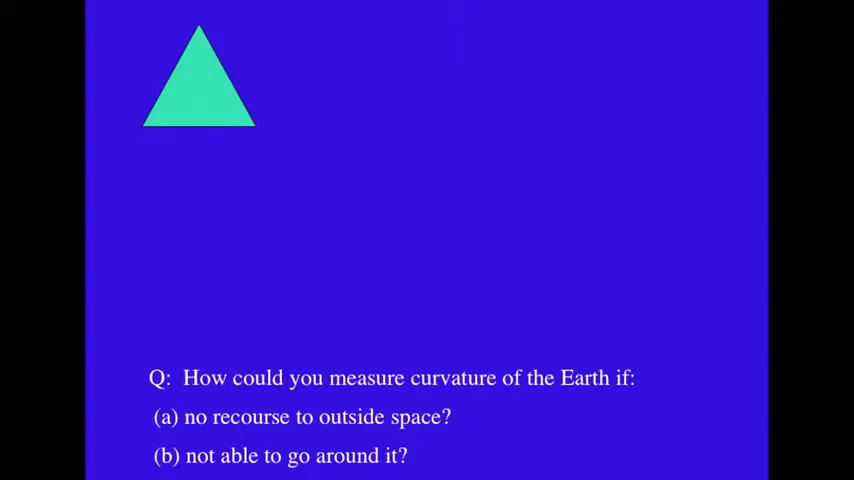 Q:  How could you measure curvature of the Earth if:
(a) no recourse to outside space?
(b) not able to go around it?